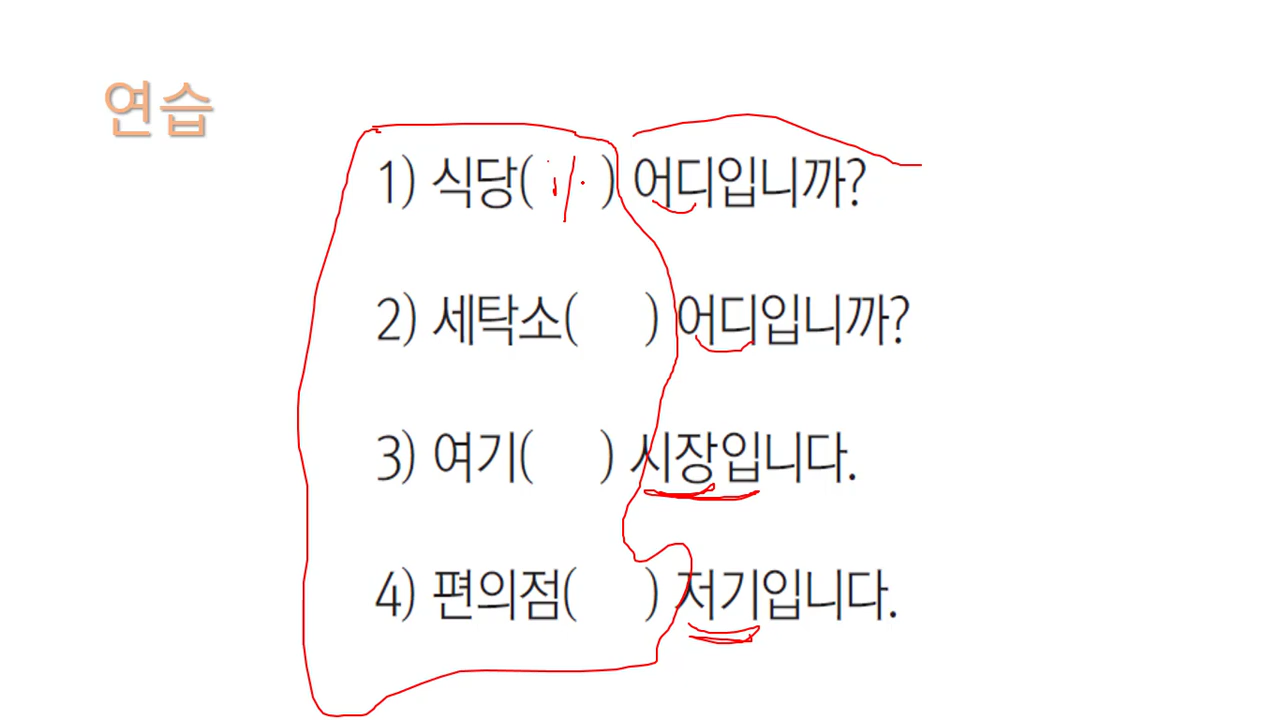 연습
1) 식당( ) 어디입니까?
2) 세탁소( ) 어디입니까?
3) 여기( ) 시장입니다.
4) 편의점( ) 저기입니다.